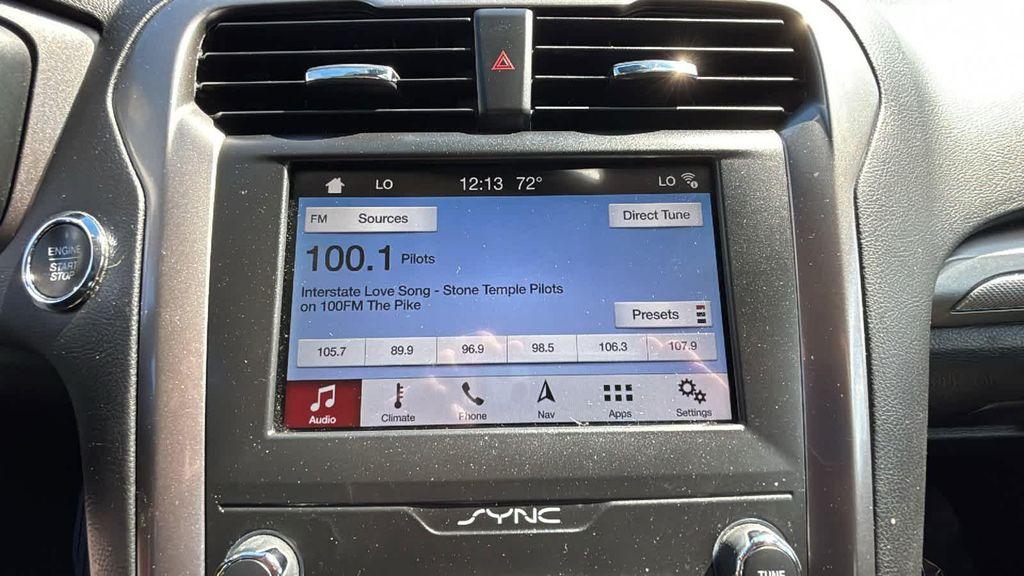 LO 12:13 72° LO
FM Sources Direct Tune
100.1 Pilots
Interstate Love Song - Stone Temple Pilots
on 100FM The Pike
Presets
105.7 89.9 96.9 98.5 106.3 107.9
Audio Climate Phone Nav Apps Settings
ENGINE
START
STOP
SYNC
TUNE